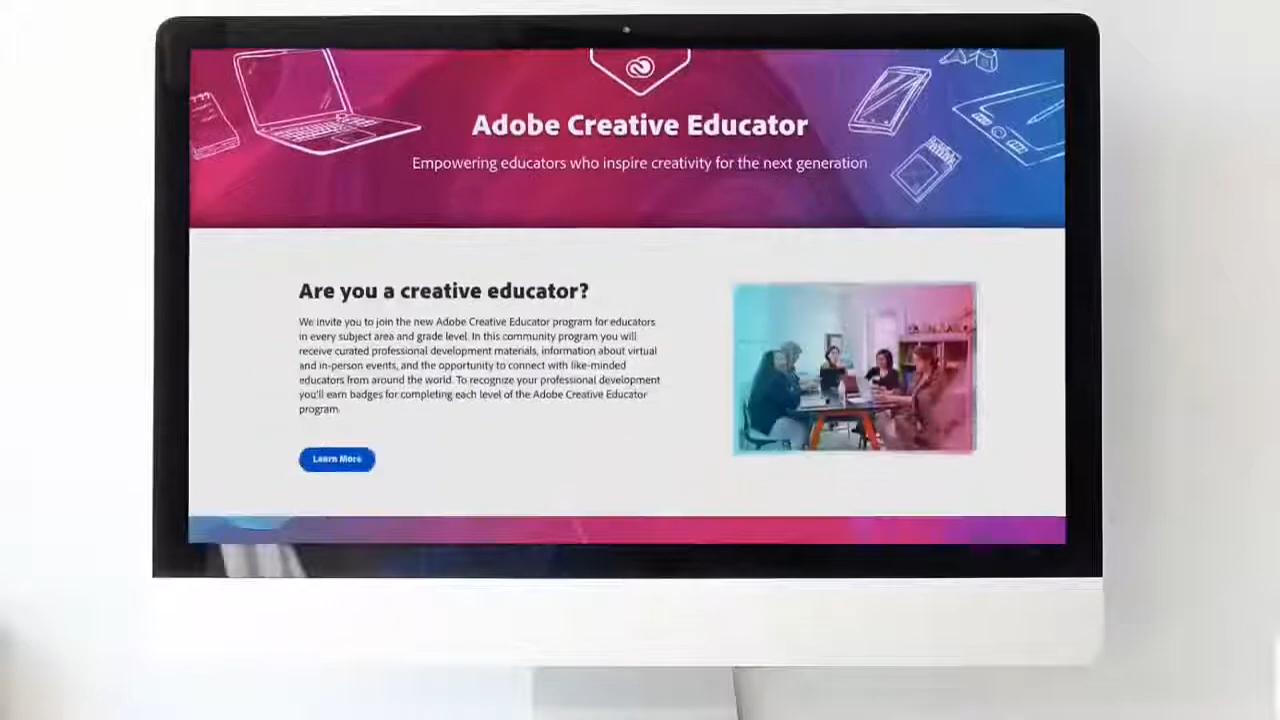 Adobe Creative Educator
Empowering educators who inspire creativity for the next generation
Are you a creative educator?
We invite you to join the new Adobe Creative Educator program for educators
in every subject area and grade level. In this community program you will
receive curated professional development materials, information about virtual
and in-person events, and the opportunity to connect with like-minded
educators from around the world. To recognize your professional development
you'll earn badges for completing each level of the Adobe Creative Educator
program.
Learn More